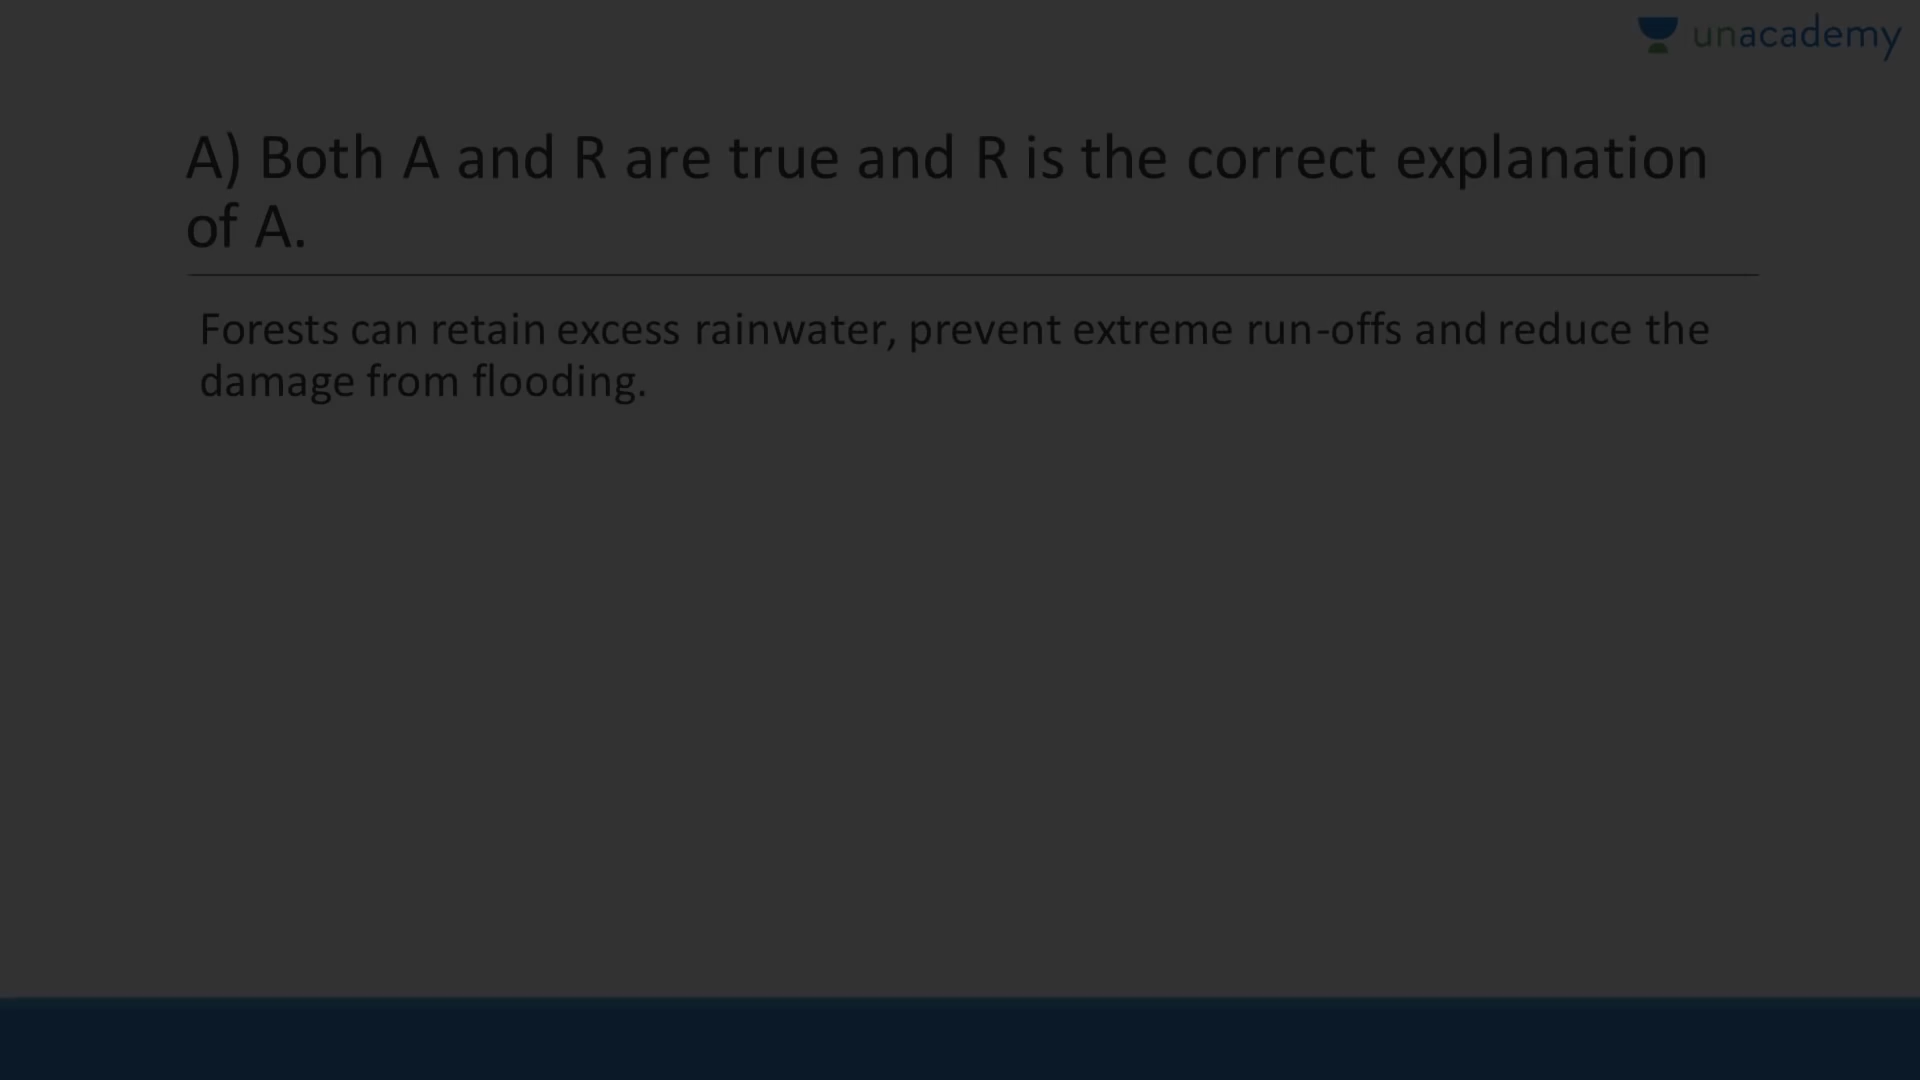 unacademy
A) Both A and R are true and R is the correct explanation
of A.
Forests can retain excess rainwater, prevent extreme run-offs and reduce the
damage from flooding.